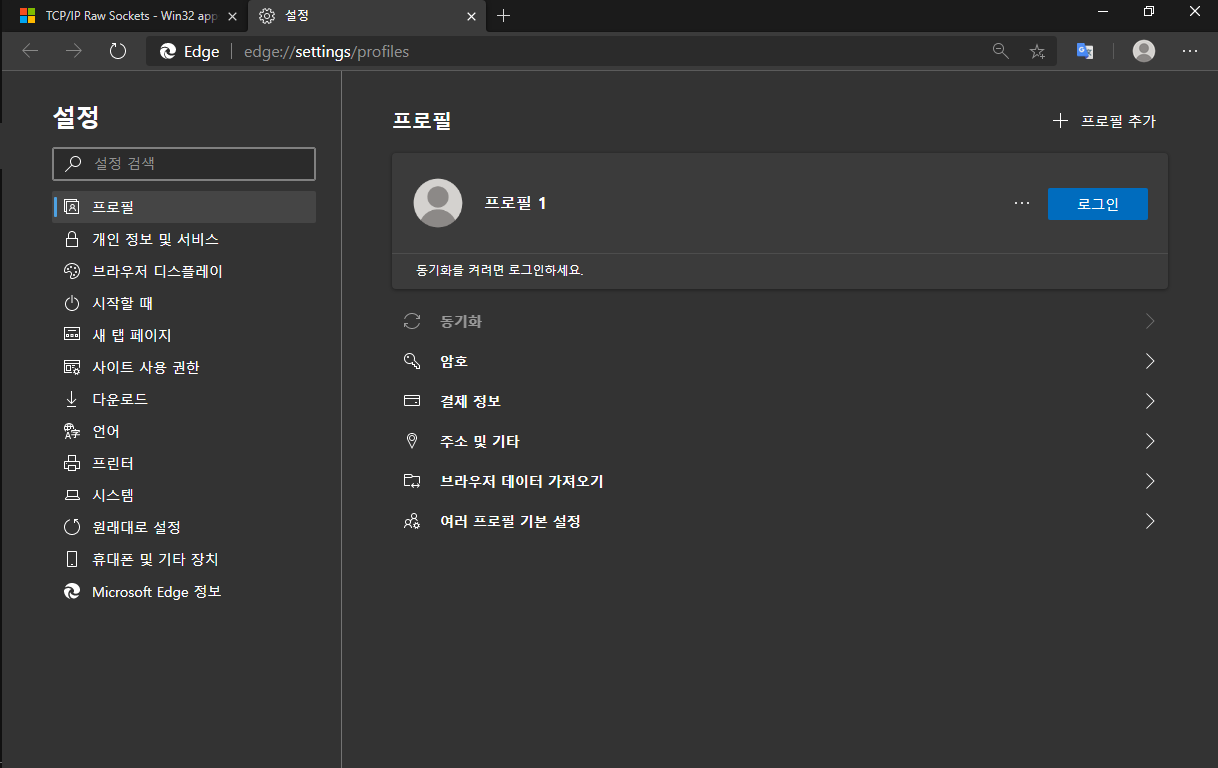 TCP/IP Raw Sockets - Win32 app
설정
Edge
edge://settings/profiles
설정
설정 검색
프로필
개인 정보 및 서비스
브라우저 디스플레이
시작할 때
새 탭 페이지
사이트 사용 권한
다운로드
언어
프린터
시스템
원래대로 설정
휴대폰 및 기타 장치
Microsoft Edge 정보
프로필
프로필 추가
프로필 1
로그인
동기화를 켜려면 로그인하세요.
동기화
암호
결제 정보
주소 및 기타
브라우저 데이터 가져오기
여러 프로필 기본 설정